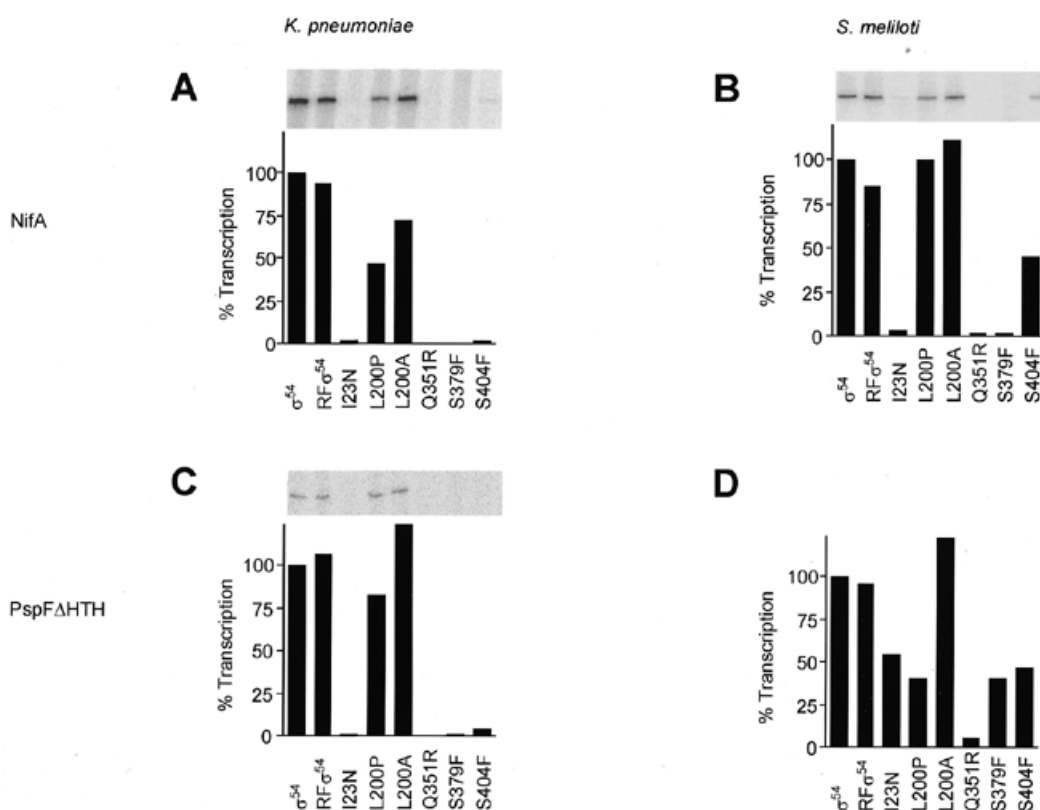 K. pneumoniae
S. meliloti
A
B
NifA
% Transcription
100
75
50
25
0
σ54
RFσ54
I23N
L200P
L200A
Q351R
S379F
S404F
% Transcription
100
75
50
25
0
σ54
RFσ54
I23N
L200P
L200A
Q351R
S379F
S404F
C
D
PspFΔHTH
% Transcription
100
75
50
25
0
σ54
RFσ54
I23N
L200P
L200A
Q351R
S379F
S404F
% Transcription
100
75
50
25
0
σ54
RFσ54
I23N
L200P
L200A
Q351R
S379F
S404F